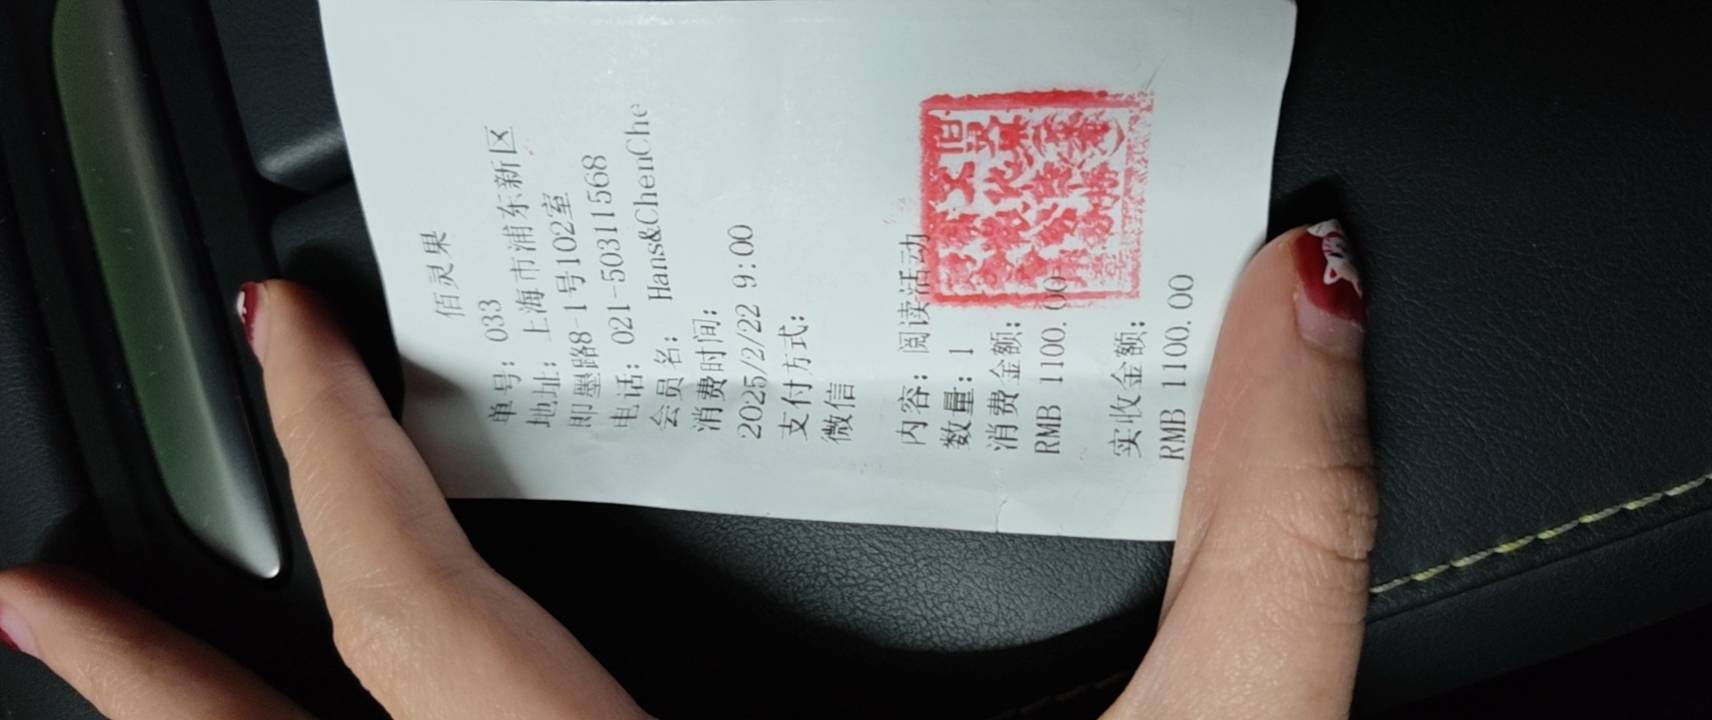 佰灵果
单号：033
地址：上海市浦东新区
即墨路8-1号102室
电话：021-50311568
会员名：Hans&ChenChe
消费时间：
2025/2/22 9:00
支付方式：
微信
内容：阅读活动
数量：1
消费金额：
RMB 1100.00
实收金额：
RMB 1100.00